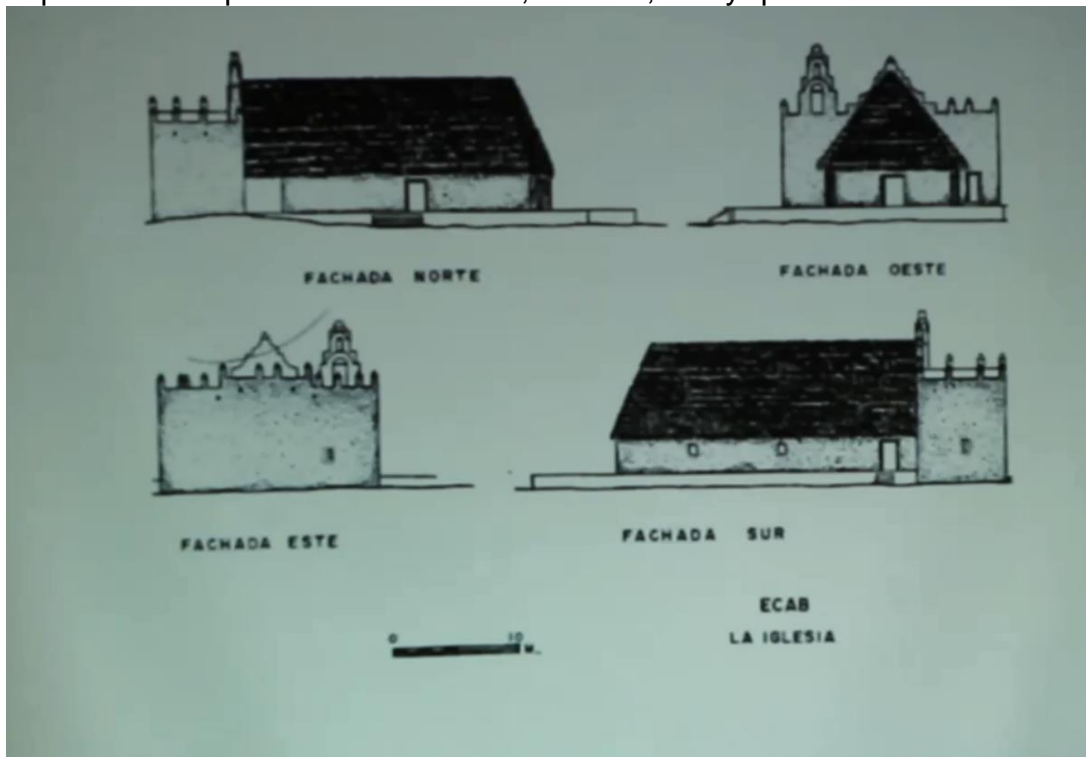 FACHADA NORTE
FACHADA OESTE
FACHADA ESTE
FACHADA SUR
ECAB
LA IGLESIA
0 10 M.